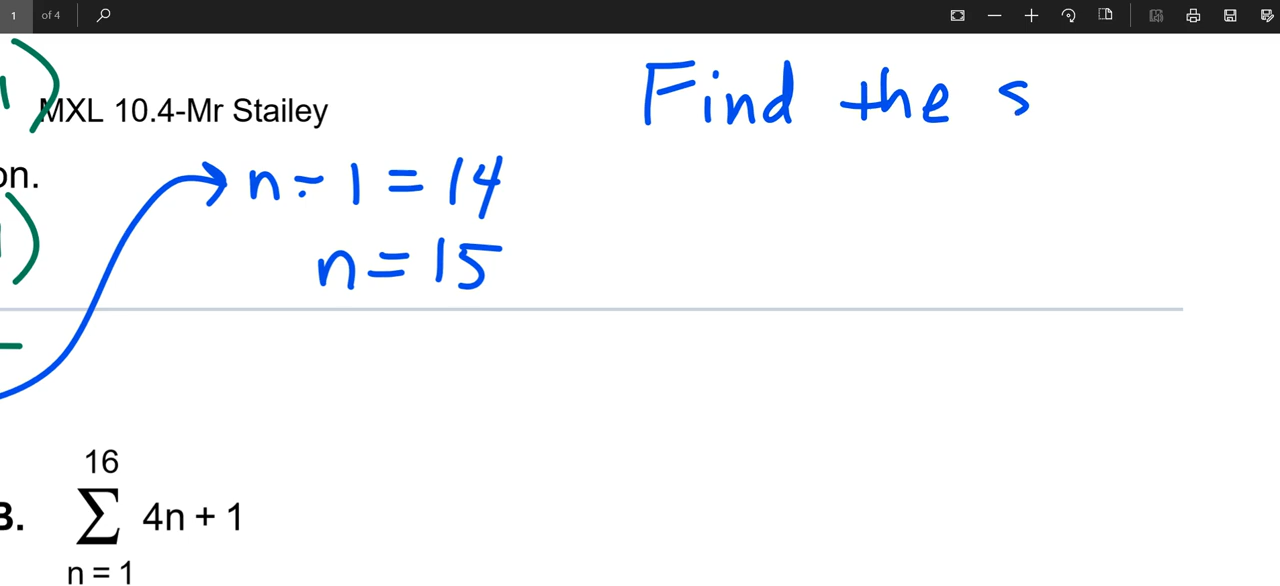 1 of 4
Find the s
1)
MXL 10.4-Mr Stailey
on.
n - 1 = 14
)
n = 15
16
3. Σ 4n + 1
n = 1